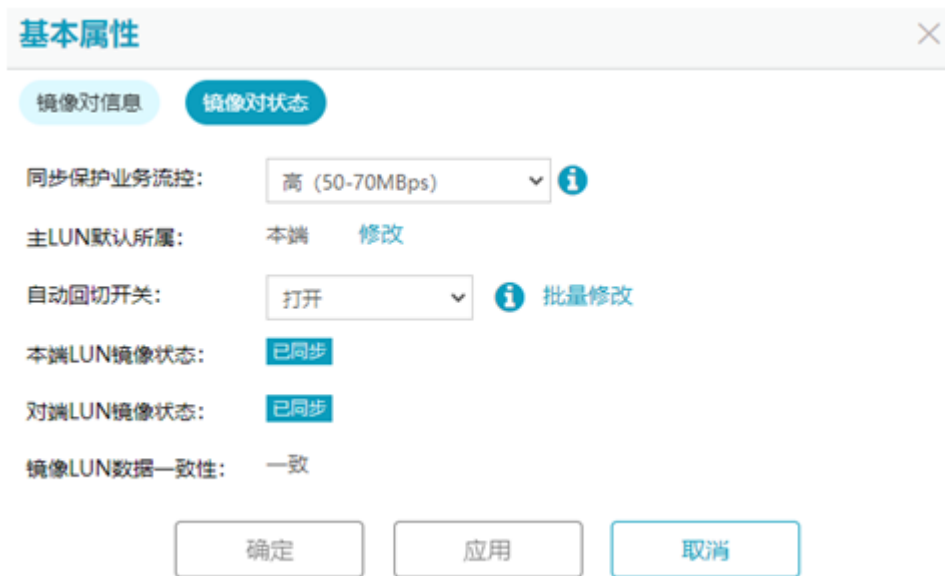 基本属性
镜像对信息 镜像对状态
同步保护业务流控： 高（50-70MBps）
主LUN默认所属： 本端 修改
自动回切开关： 打开 批量修改
本端LUN镜像状态： 已同步
对端LUN镜像状态： 已同步
镜像LUN数据一致性： 一致
确定 应用 取消